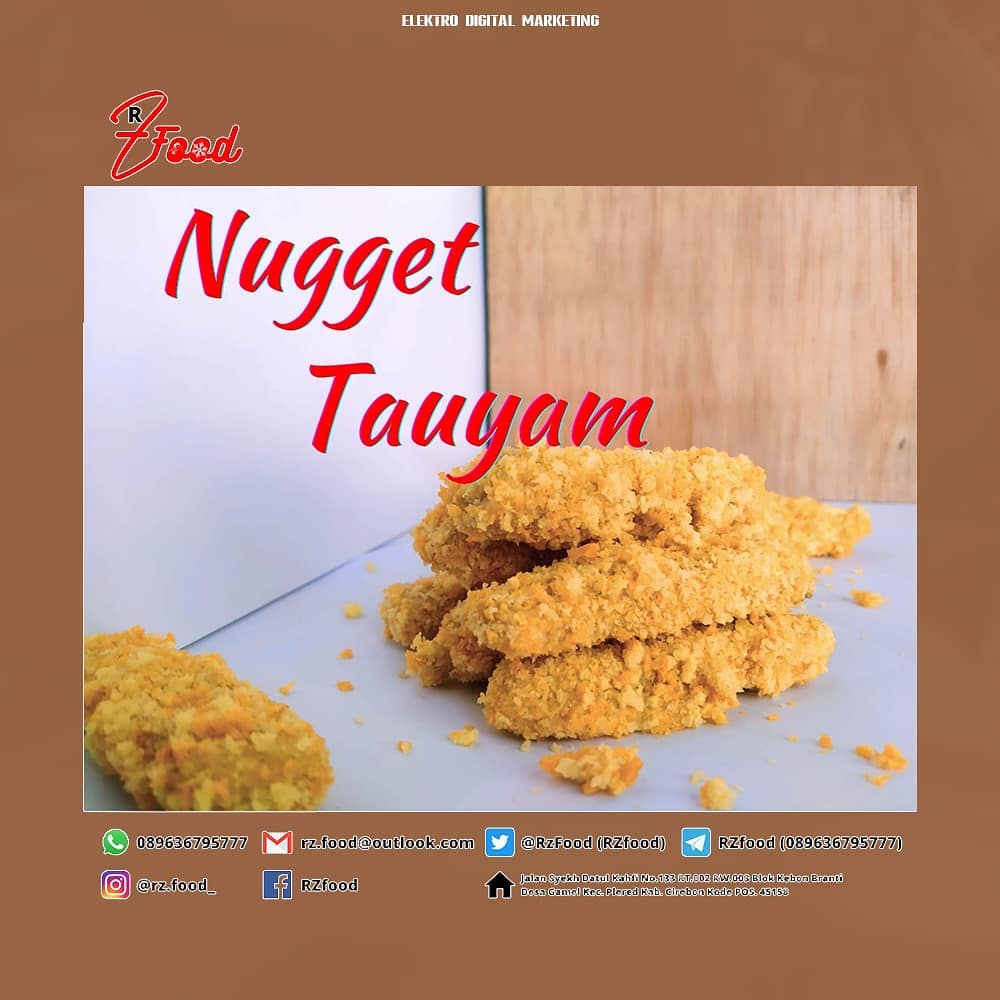 ELEKTRO DIGITAL MARKETING
RZ Food
Nugget
Tauyam
089636795777
rz.food@outlook.com
@RzFood (RZfood)
RZfood (089636795777)
@rz.food_
RZfood
Jalan Syekh Datul Kahfi No.133 RT.002 RW.003 Blok Kebon Branti
Desa Gamel Kec. Plered Kab. Cirebon Kode POS. 45158